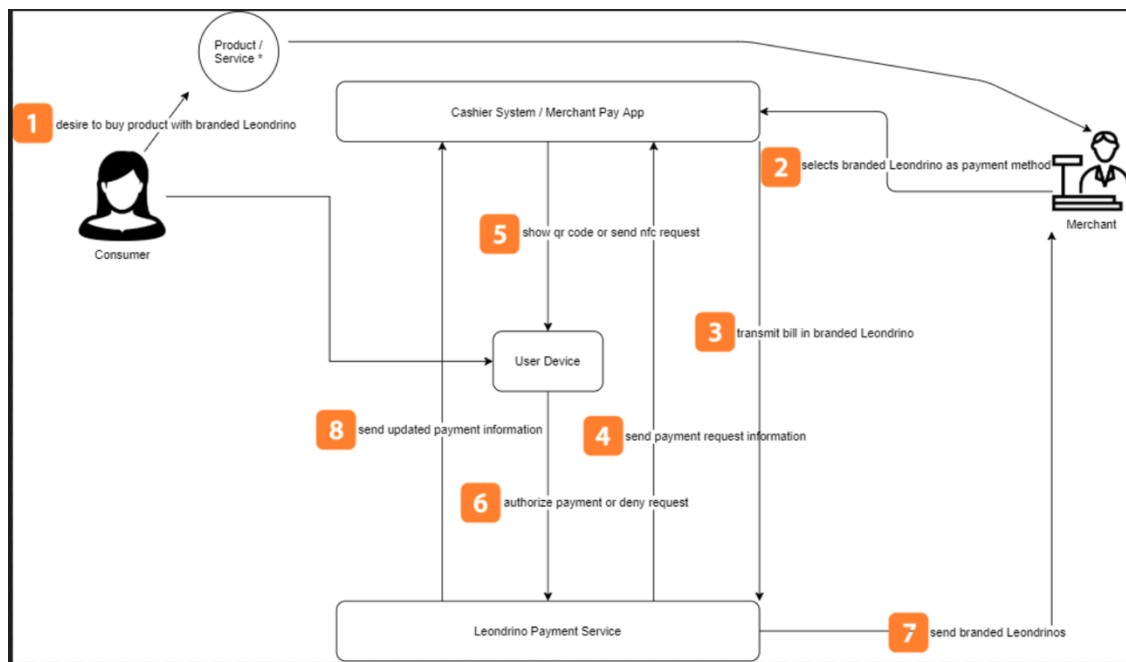 Product /
Service *
1 desire to buy product with branded Leondrino
Cashier System / Merchant Pay App
2 selects branded Leondrino as payment method
Merchant
Consumer
5 show qr code or send nfc request
3 transmit bill in branded Leondrino
User Device
8 send updated payment information
4 send payment request information
6 authorize payment or deny request
Leondrino Payment Service
7 send branded Leondrinos